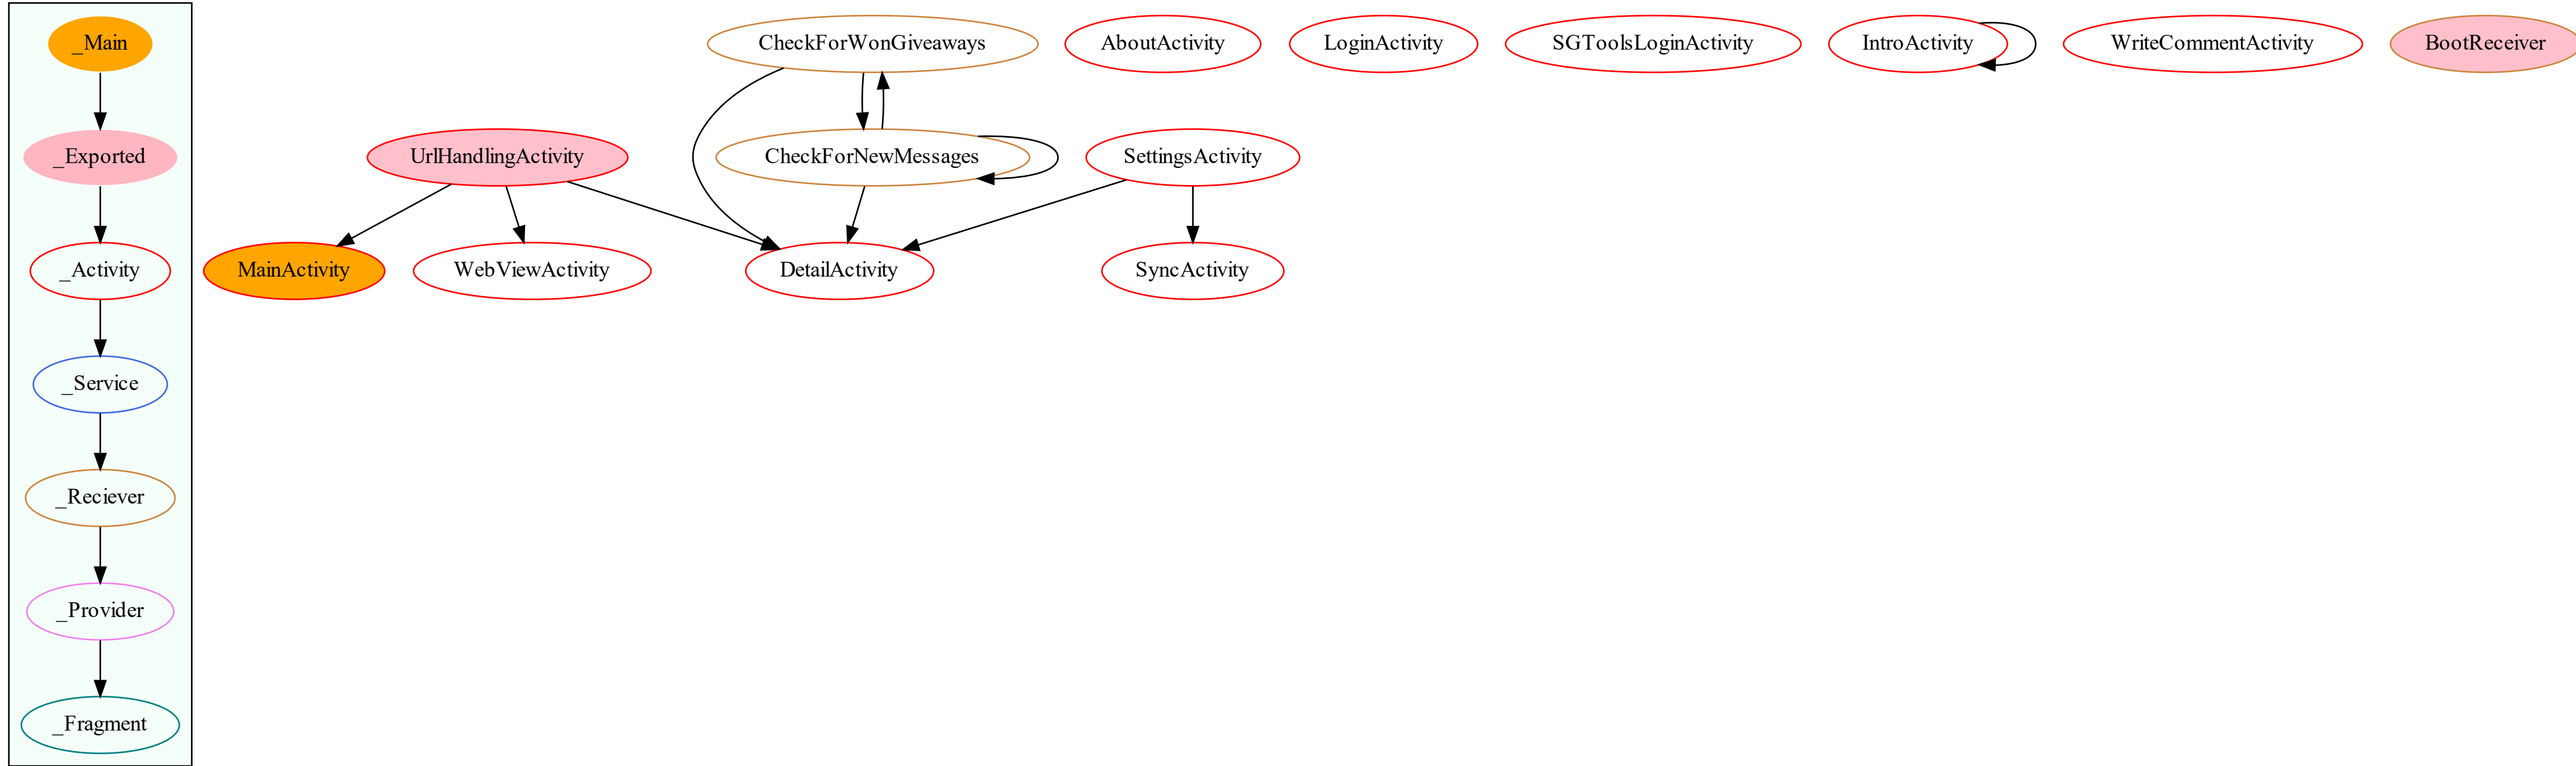 _Main
_Exported
_Activity
_Service
_Reciever
_Provider
_Fragment
CheckForWonGiveaways
AboutActivity
LoginActivity
SGToolsLoginActivity
IntroActivity
WriteCommentActivity
BootReceiver
UrlHandlingActivity
CheckForNewMessages
SettingsActivity
MainActivity
WebViewActivity
DetailActivity
SyncActivity